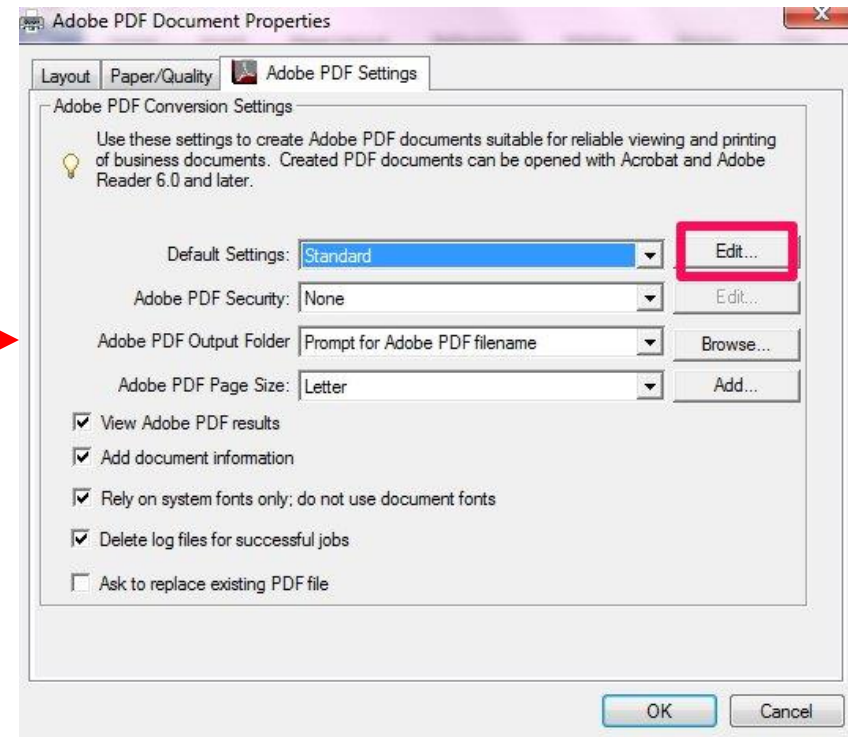 Adobe PDF Document Properties
X
Layout Paper/Quality Adobe PDF Settings
Adobe PDF Conversion Settings
Use these settings to create Adobe PDF documents suitable for reliable viewing and printing
of business documents. Created PDF documents can be opened with Acrobat and Adobe
Reader 6.0 and later.
Default Settings: Standard Edit...
Adobe PDF Security: None Edit...
Adobe PDF Output Folder Prompt for Adobe PDF filename Browse...
Adobe PDF Page Size: Letter Add...
View Adobe PDF results
Add document information
Rely on system fonts only; do not use document fonts
Delete log files for successful jobs
Ask to replace existing PDF file
OK Cancel